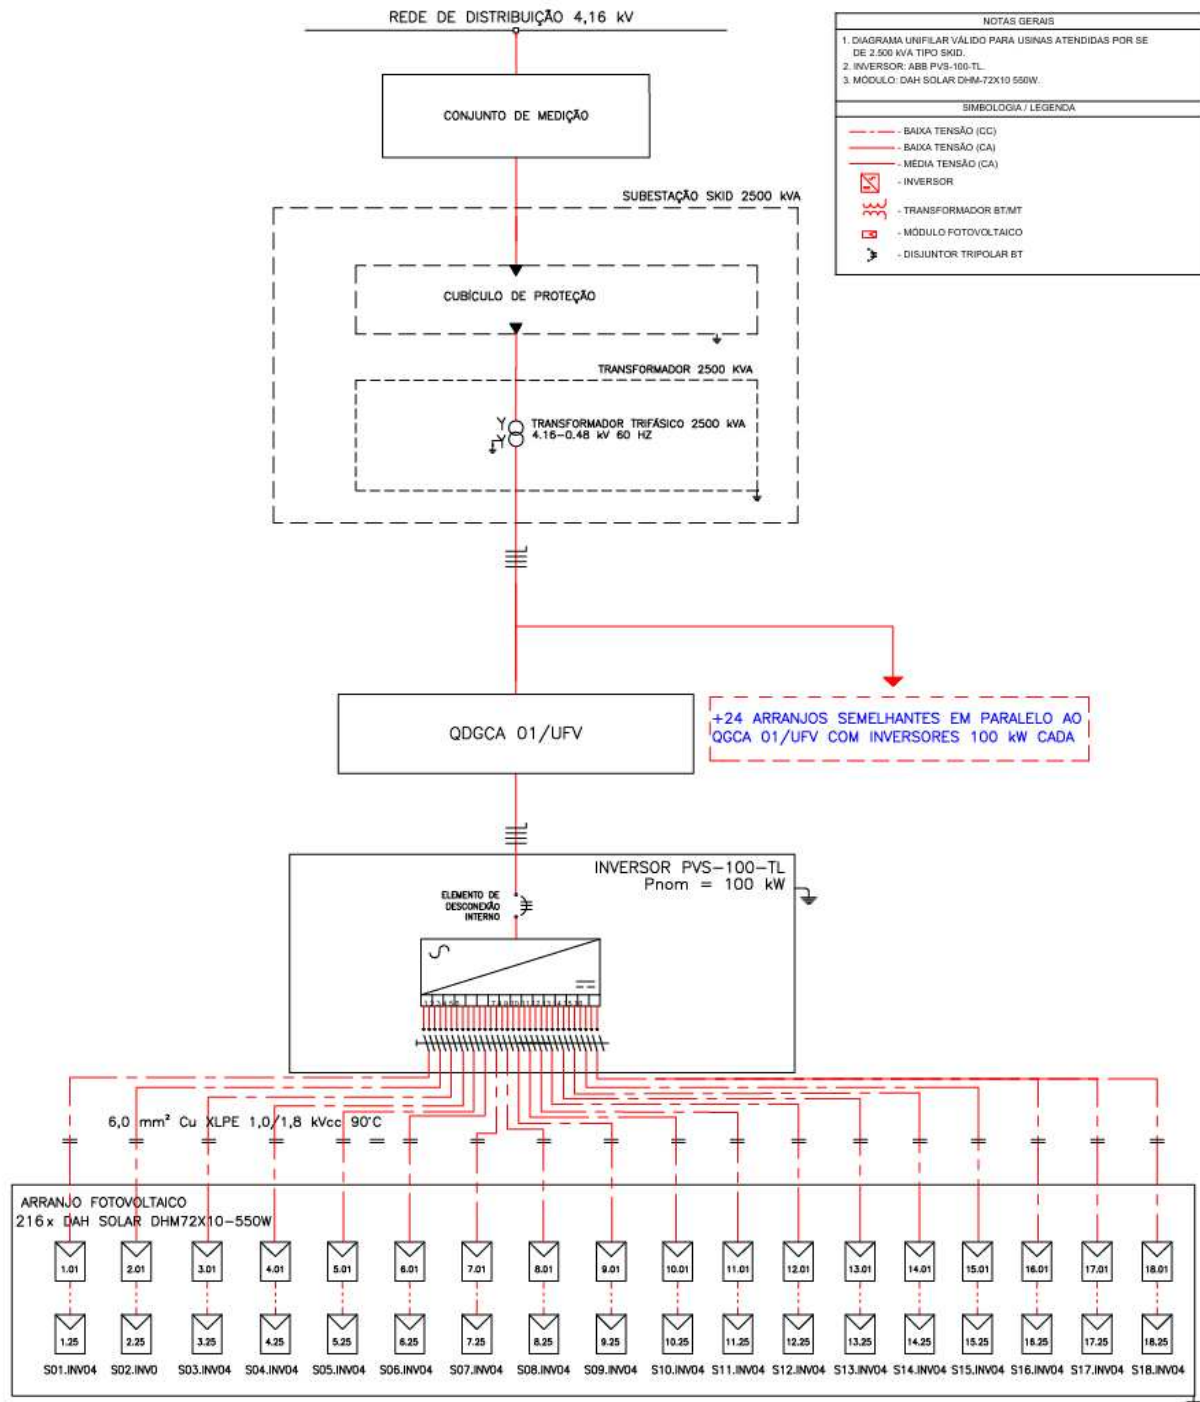 REDE DE DISTRIBUIÇÃO 4,16 kV
CONJUNTO DE MEDIÇÃO
SUBESTAÇÃO SKID 2500 kVA
CUBÍCULO DE PROTEÇÃO
TRANSFORMADOR 2500 KVA
Y
Y
TRANSFORMADOR TRIFÁSICO 2500 kVA
4.16-0.48 kV 60 HZ
NOTAS GERAIS
1. DIAGRAMA UNIFILAR VÁLIDO PARA USINAS ATENDIDAS POR SE
DE 2.500 kVA TIPO SKID.
2. INVERSOR: ABB PVS-100-TL.
3. MÓDULO: DAH SOLAR DHM-72X10 550W.
SIMBOLOGIA / LEGENDA
- BAIXA TENSÃO (CC)
- BAIXA TENSÃO (CA)
- MÉDIA TENSÃO (CA)
- INVERSOR
- TRANSFORMADOR BT/MT
- MÓDULO FOTOVOLTAICO
- DISJUNTOR TRIPOLAR BT
QDGCA 01/UFV
+24 ARRANJOS SEMELHANTES EM PARALELO AO
QGCA 01/UFV COM INVERSORES 100 kW CADA
INVERSOR PVS-100-TL
Pnom = 100 kW
ELEMENTO DE
DESCONEXÃO
INTERNO
6,0 mm² Cu XLPE 1,0/1,8 kVcc 90°C
ARRANJO FOTOVOLTAICO
216x DAH SOLAR DHM72X10-550W
1.01 2.01 3.01 4.01 5.01 6.01 7.01 8.01 9.01 10.01 11.01 12.01 13.01 14.01 15.01 16.01 17.01 18.01
1.25 2.25 3.25 4.25 5.25 6.25 7.25 8.25 9.25 10.25 11.25 12.25 13.25 14.25 15.25 16.25 17.25 18.25
S01.INV04 S02.INV0 S03.INV04 S04.INV04 S05.INV04 S06.INV04 S07.INV04 S08.INV04 S09.INV04 S10.INV04 S11.INV04 S12.INV04 S13.INV04 S14.INV04 S15.INV04 S16.INV04 S17.INV04 S18.INV04